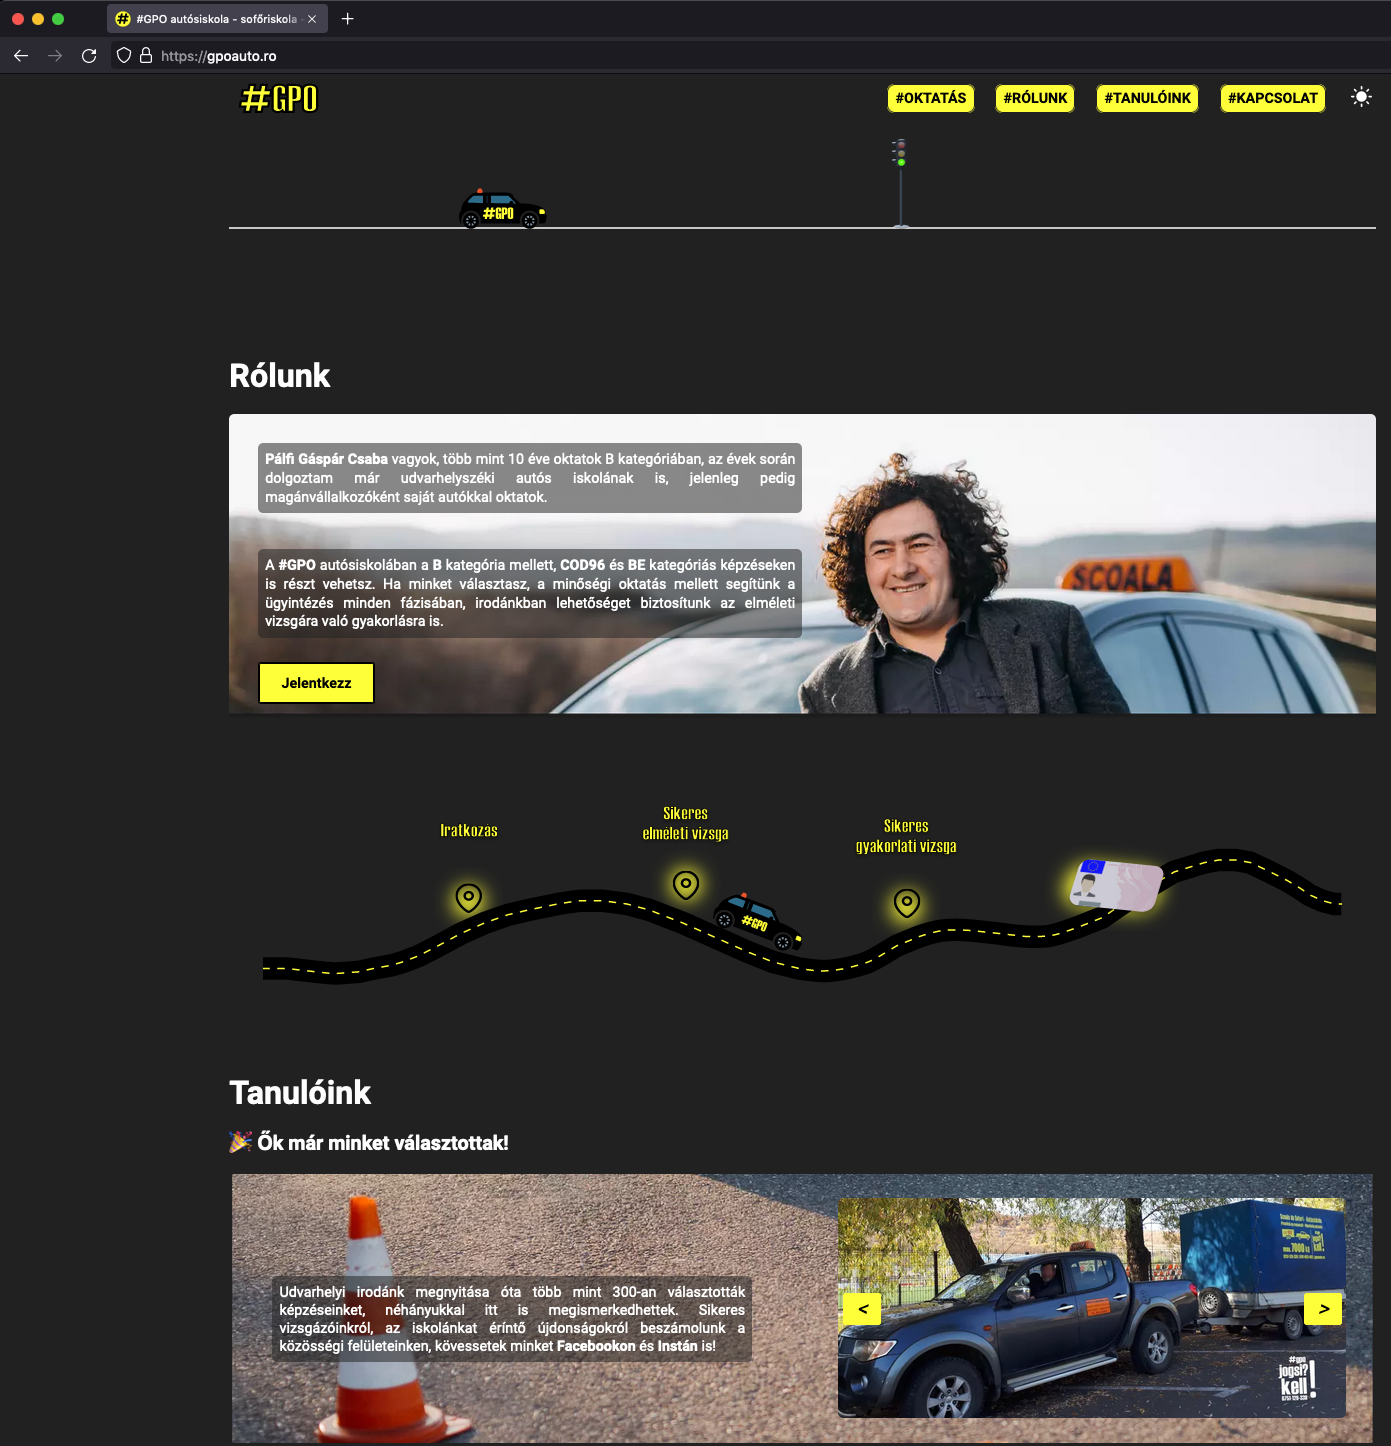 #GPO autósiskola - sofőriskola -
https://gpoauto.ro
#GPO
#OKTATÁS
#RÓLUNK
#TANULÓINK
#KAPCSOLAT
#GPO
Rólunk
Pálfi Gáspár Csaba vagyok, több mint 10 éve oktatok B kategóriában, az évek során
dolgoztam már udvarhelyszéki autós iskolának is, jelenleg pedig
magánvállalkozóként saját autókkal oktatok.
SCOALA
A #GPO autósiskolában a B kategória mellett, COD96 és BE kategóriás képzéseken
is részt vehetsz. Ha minket választasz, a minőségi oktatás mellett segítünk a
ügyintézés minden fázisában, irodánkban lehetőséget biztosítunk az elméleti
vizsgára való gyakorlásra is.
Jelentkezz
Iratkozás
Sikeres
elméleti vizsga
Sikeres
gyakorlati vizsga
#GPO
Tanulóink
🎉 Ők már minket választottak!
Udvarhelyi irodánk megnyitása óta több mint 300-an választották
képzéseinket, néhányukkal itt is megismerkedhettek. Sikeres
vizsgázóinkról, az iskolánkat érintő újdonságokról beszámolunk a
közösségi felületeinken, kövessetek minket Facebookon és Instán is!
<
>
#gpo
jogsi?
kell!